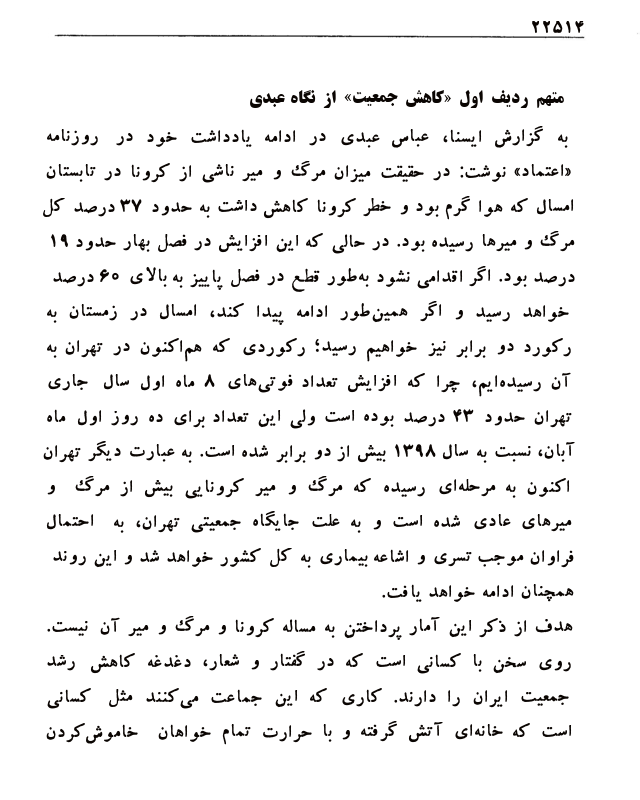 ۲۲۵۱۴
متهم ردیف اول «کاهش جمعیت» از نگاه عبدی
به گزارش ایسنا، عباس عبدی در ادامه یادداشت خود در روزنامه
«اعتماد» نوشت: در حقیقت میزان مرگ و میر ناشی از کرونا در تابستان
امسال که هوا گرم بود و خطر کرونا کاهش داشت به حدود ۳۷ درصد کل
مرگ و میرها رسیده بود. در حالی که این افزایش در فصل بهار حدود ۱۹
درصد بود. اگر اقدامی نشود به‌طور قطع در فصل پاییز به بالای ۶۰ درصد
خواهد رسید و اگر همین‌طور ادامه پیدا کند، امسال در زمستان به
رکورد دو برابر نیز خواهیم رسید؛ رکوردی که هم‌اکنون در تهران به
آن رسیده‌ایم، چرا که افزایش تعداد فوتی‌های ۸ ماه اول سال جاری
تهران حدود ۴۳ درصد بوده است ولی این تعداد برای ده روز اول ماه
آبان، نسبت به سال ۱۳۹۸ بیش از دو برابر شده است. به عبارت دیگر تهران
اکنون به مرحله‌ای رسیده که مرگ و میر کرونایی بیش از مرگ و
میرهای عادی شده است و به علت جایگاه جمعیتی تهران، به احتمال
فراوان موجب تسری و اشاعه بیماری به کل کشور خواهد شد و این روند
همچنان ادامه خواهد یافت.
هدف از ذکر این آمار پرداختن به مساله کرونا و مرگ و میر آن نیست.
روی سخن با کسانی است که در گفتار و شعار، دغدغه کاهش رشد
جمعیت ایران را دارند. کاری که این جماعت می‌کنند مثل کسانی
است که خانه‌ای آتش گرفته و با حرارت تمام خواهان خاموش‌کردن